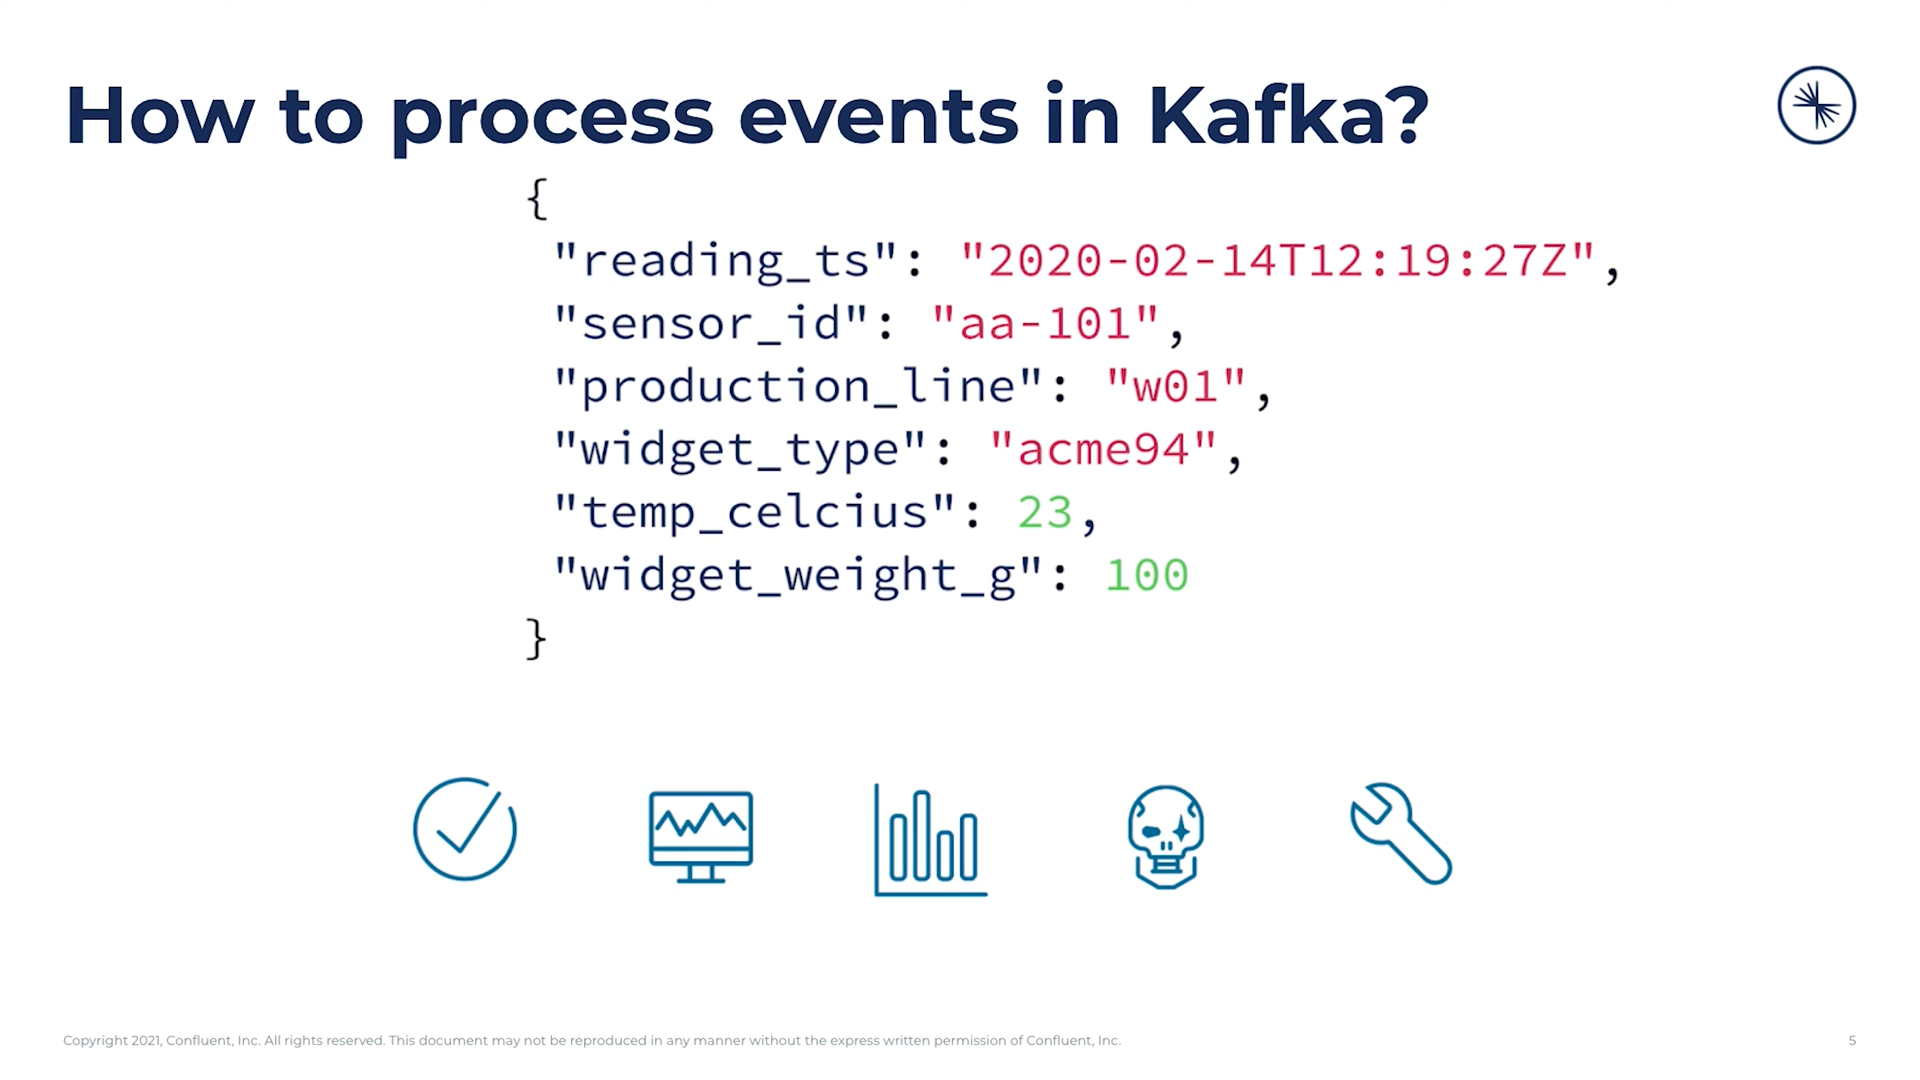 How to process events in Kafka?
{
"reading_ts": "2020-02-14T12:19:27Z",
"sensor_id": "aa-101",
"production_line": "w01",
"widget_type": "acme94",
"temp_celcius": 23,
"widget_weight_g": 100
}
Copyright 2021, Confluent, Inc. All rights reserved. This document may not be reproduced in any manner without the express written permission of Confluent, Inc.
5